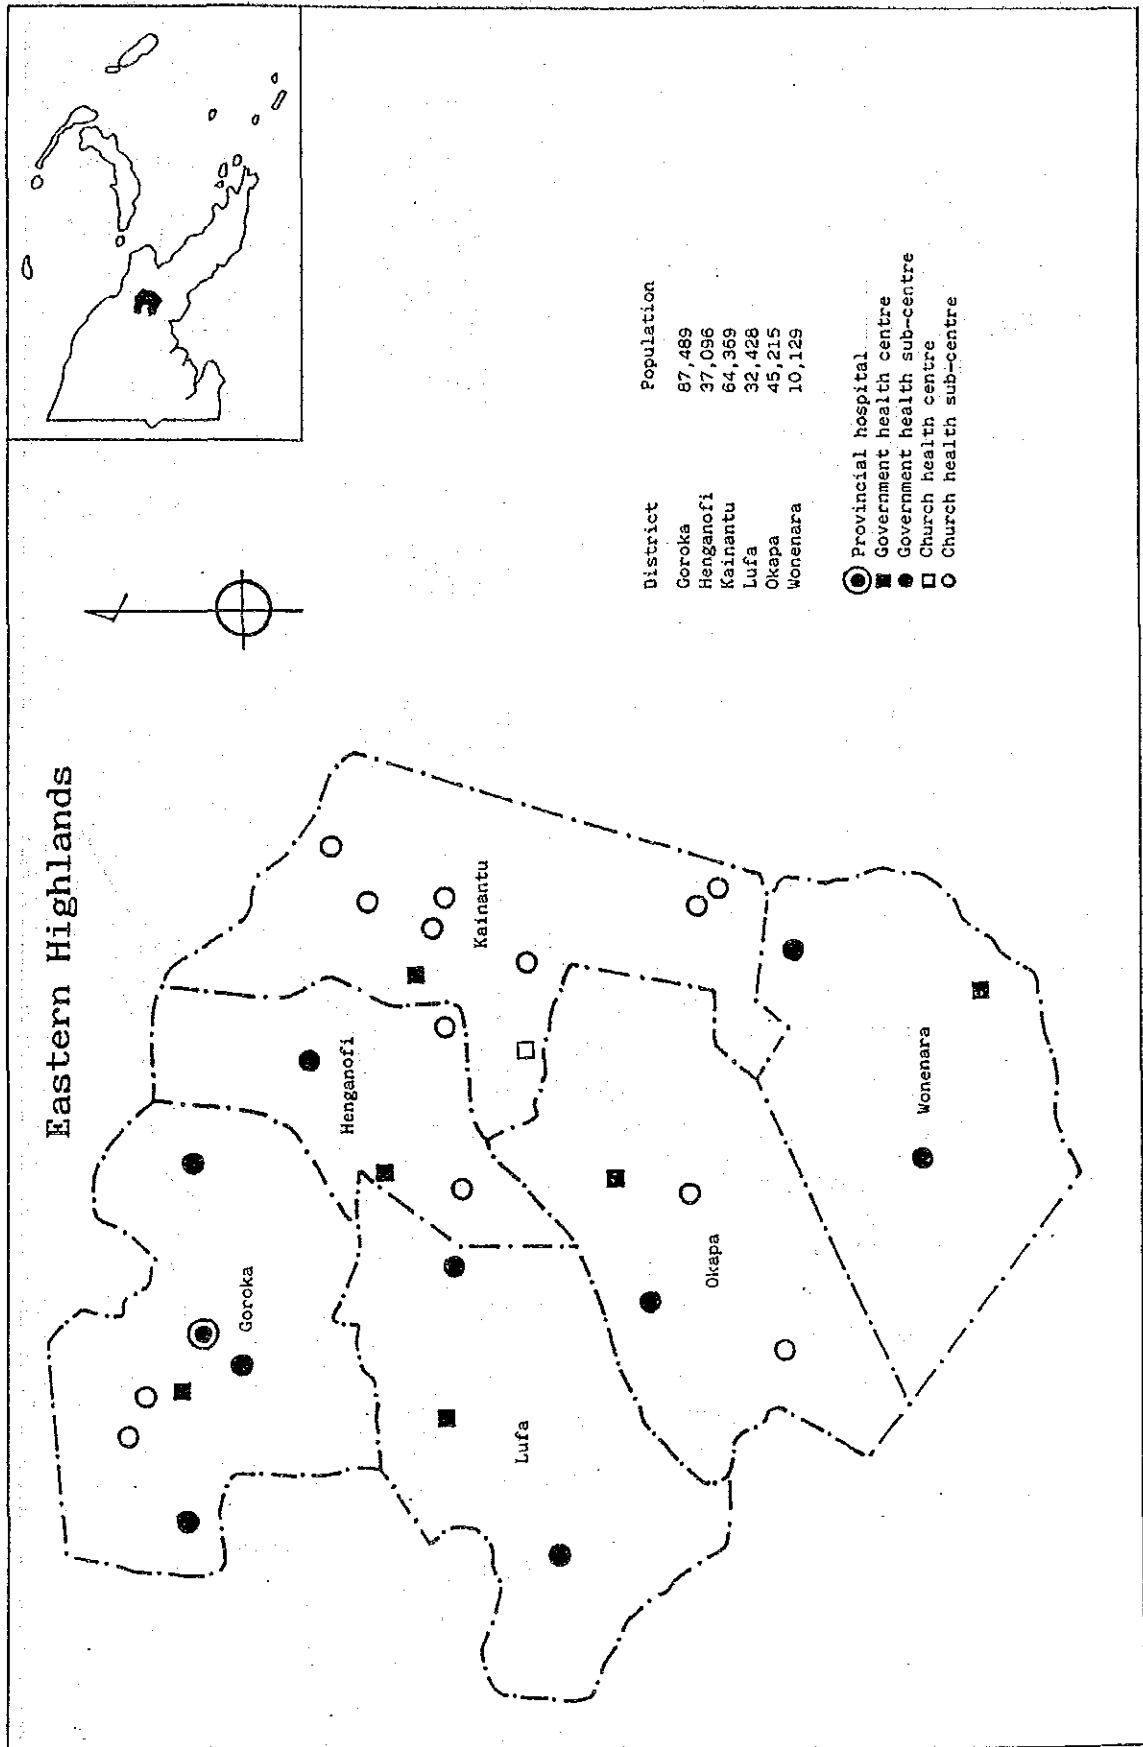 Eastern Highlands
Goroka
Henganofi
Kainantu
Lufa
Okapa
Wonenara
District Population
Goroka 87,489
Henganofi 37,096
Kainantu 64,369
Lufa 32,428
Okapa 45,215
Wonenara 10,129
Provincial hospital
Government health centre
Government health sub-centre
Church health centre
Church health sub-centre